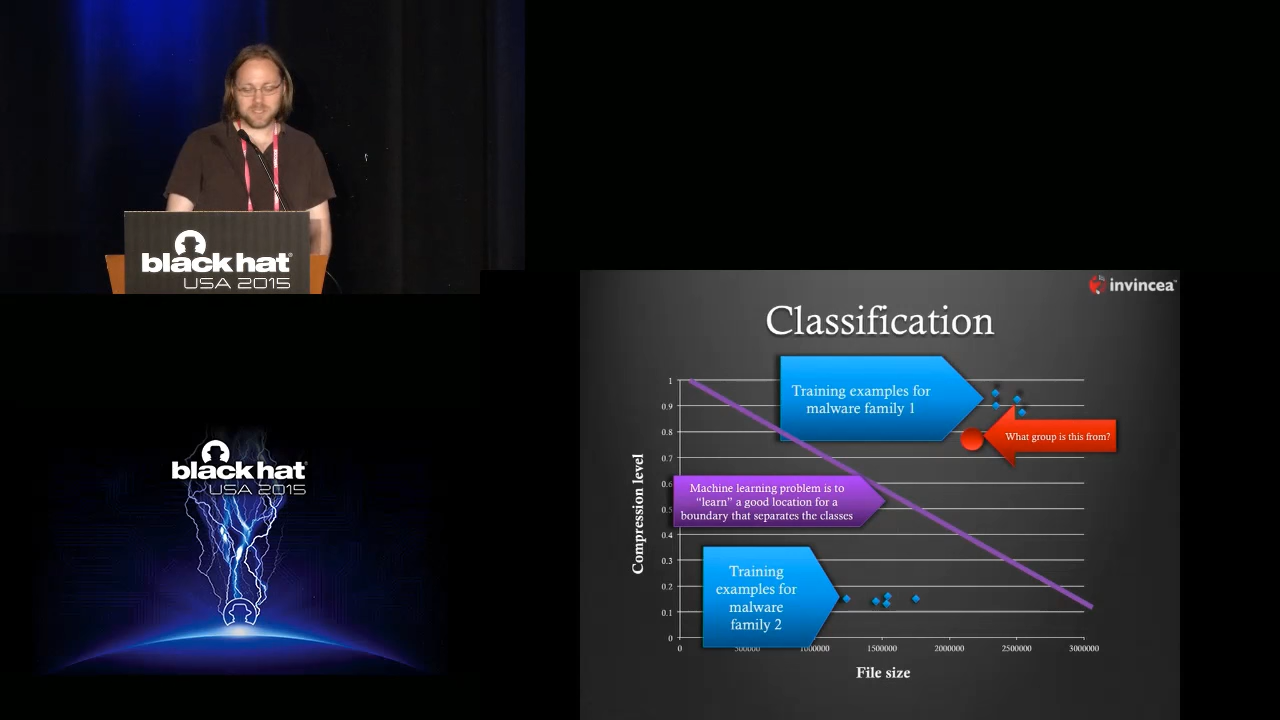 black hat
USA 2015
black hat
USA 2015
invincea
Classification
Training examples for
malware family 1
What group is this from?
Machine learning problem is to
“learn” a good location for a
boundary that separates the classes
Training
examples for
malware
family 2
Compression level
1
0.9
0.8
0.7
0.6
0.5
0.4
0.3
0.2
0.1
0
0
500000
1000000
1500000
2000000
2500000
3000000
File size